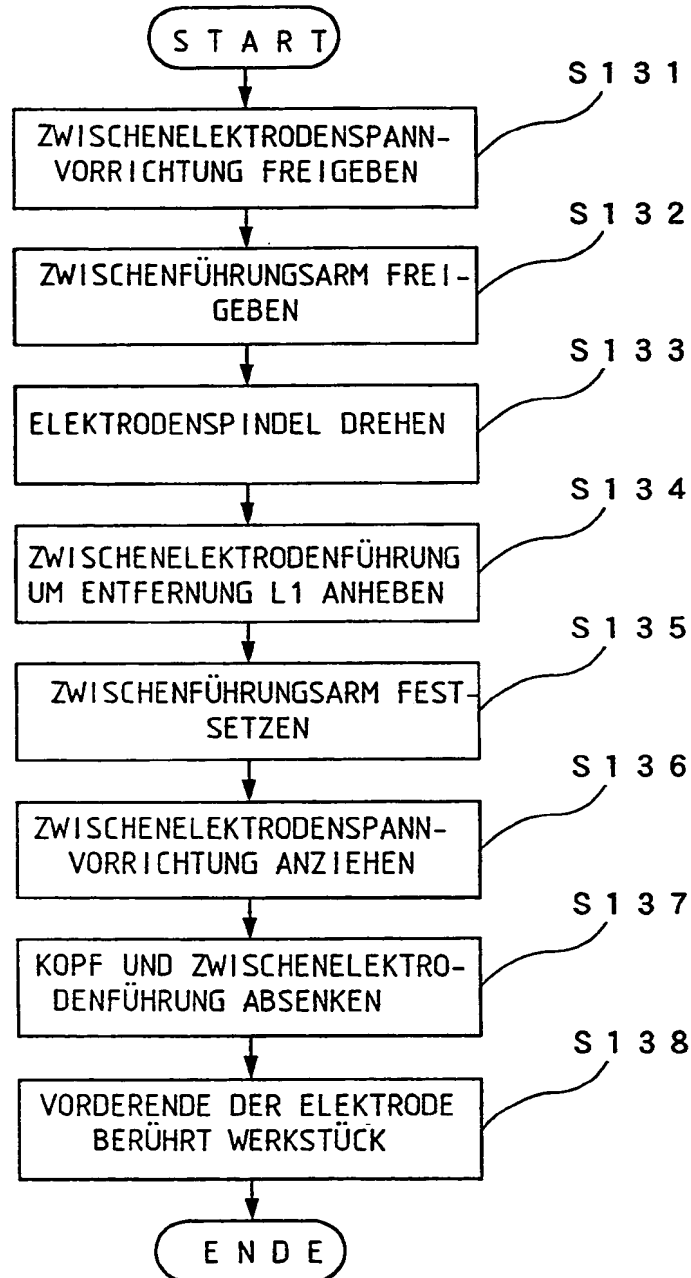 START
S131
ZWISCHENELEKTRODENSPANN-
VORRICHTUNG FREIGEBEN
S132
ZWISCHENFÜHRUNGSARM FREI-
GEBEN
S133
ELEKTRODENSPINDEL DREHEN
S134
ZWISCHENELEKTRODENFÜHRUNG
UM ENTFERNUNG L1 ANHEBEN
S135
ZWISCHENFÜHRUNGSARM FEST-
SETZEN
S136
ZWISCHENELEKTRODENSPANN-
VORRICHTUNG ANZIEHEN
S137
KOPF UND ZWISCHENELEKTRO-
DENFÜHRUNG ABSENKEN
S138
VORDERENDE DER ELEKTRODE
BERÜHRT WERKSTÜCK
ENDE